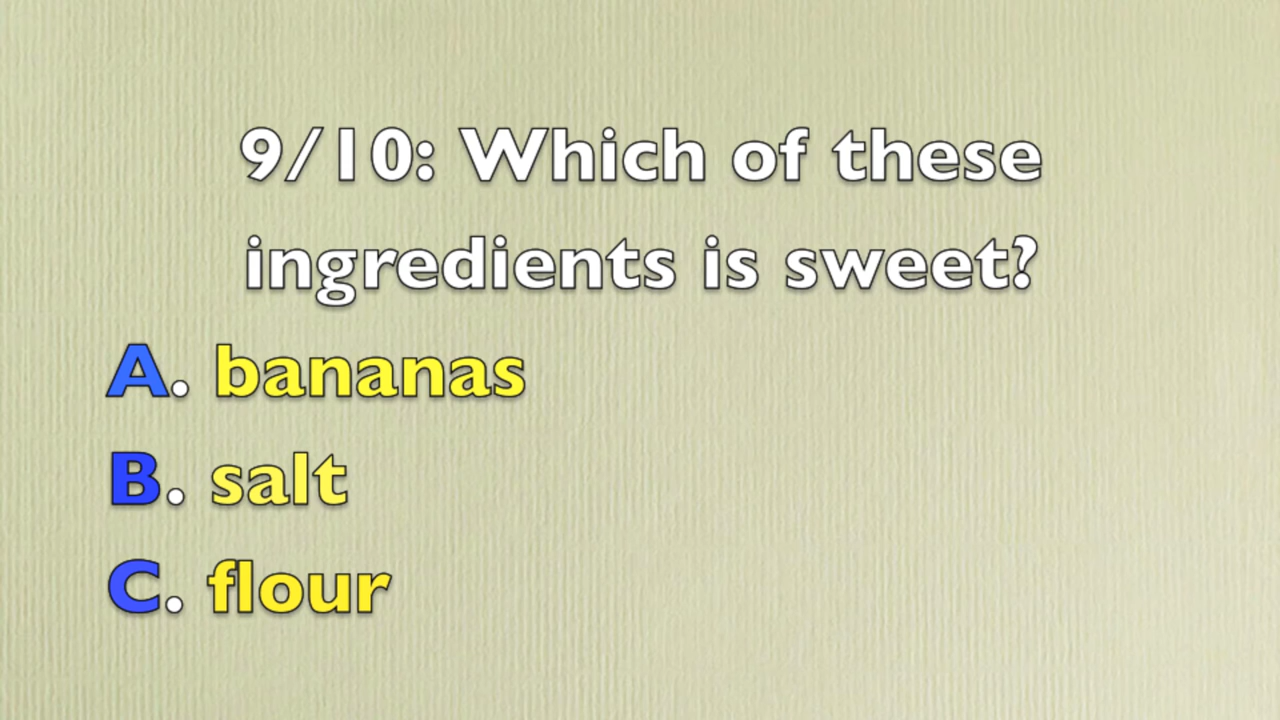 9/10: Which of these
ingredients is sweet?
A. bananas
B. salt
C. flour